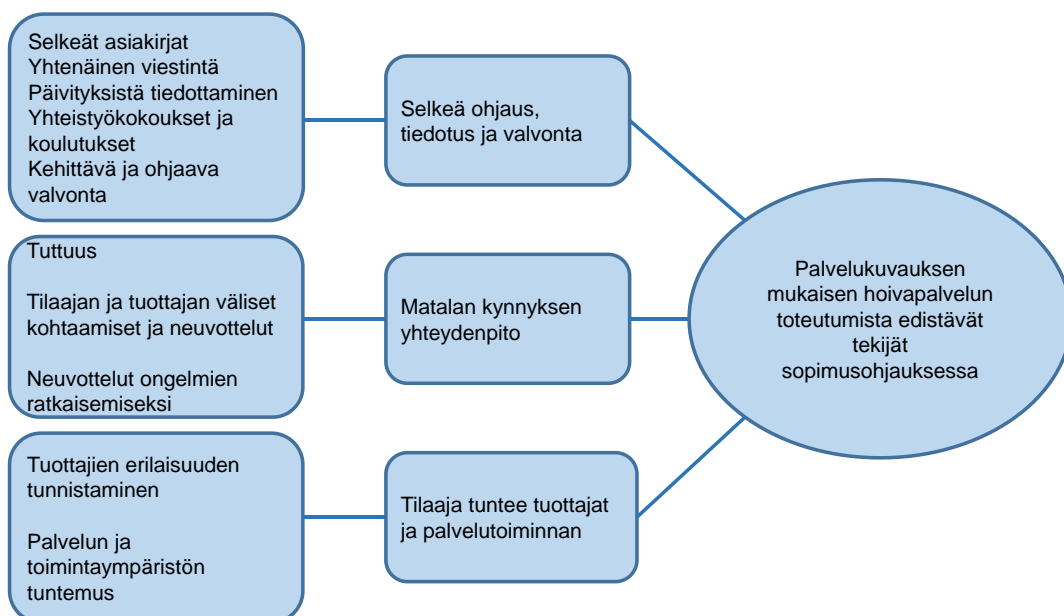 Selkeät asiakirjat
Yhtenäinen viestintä
Päivityksistä tiedottaminen
Yhteistyökokoukset ja
koulutukset
Kehittävä ja ohjaava
valvonta
Selkeä ohjaus,
tiedotus ja valvonta
Tuttuus
Tilaajan ja tuottajan väliset
kohtaamiset ja neuvottelut
Neuvottelut ongelmien
ratkaisemiseksi
Matalan kynnyksen
yhteydenpito
Tuottajien erilaisuuden
tunnistaminen
Palvelun ja
toimintaympäristön
tuntemus
Tilaaja tuntee tuottajat
ja palvelutoiminnan
Palvelukuvauksen
mukaisen hoivapalvelun
toteutumista edistävät
tekijät
sopimusohjauksessa